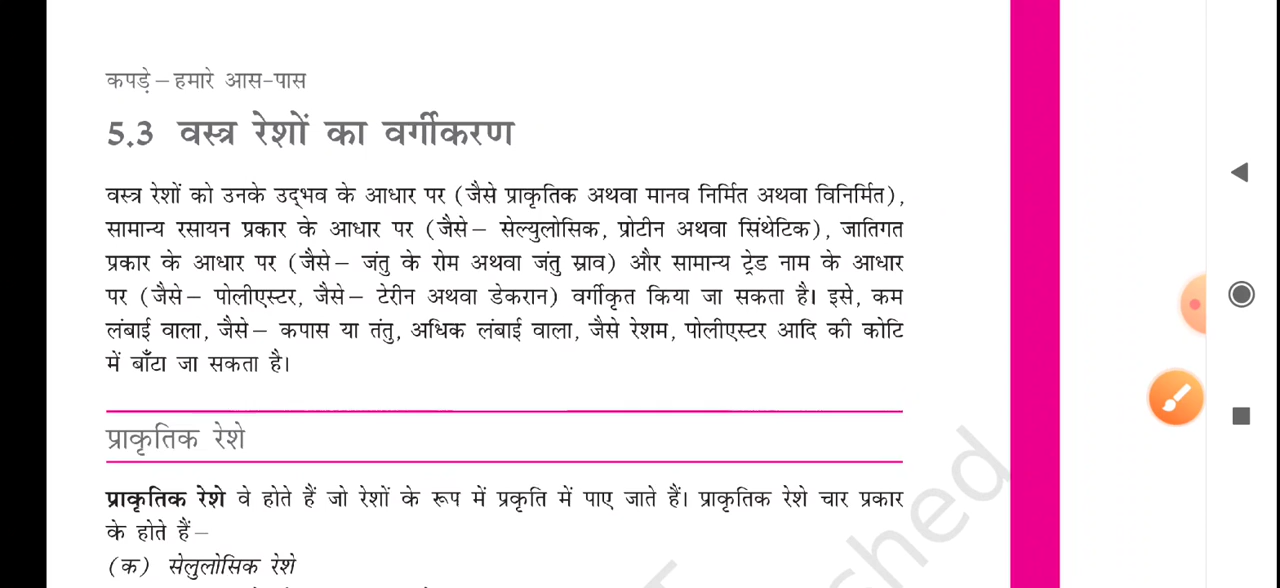 कपड़े – हमारे आस-पास
5.3 वस्त्र रेशों का वर्गीकरण
वस्त्र रेशों को उनके उद्भव के आधार पर (जैसे प्राकृतिक अथवा मानव निर्मित अथवा विनिर्मित),
सामान्य रसायन प्रकार के आधार पर (जैसे – सेल्युलोसिक, प्रोटीन अथवा सिंथेटिक), जातिगत
प्रकार के आधार पर (जैसे – जंतु के रोम अथवा जंतु स्राव) और सामान्य ट्रेड नाम के आधार
पर (जैसे – पोलीएस्टर, जैसे – टेरीन अथवा डेकरान) वर्गीकृत किया जा सकता है। इसे, कम
लंबाई वाला, जैसे – कपास या तंतु, अधिक लंबाई वाला, जैसे रेशम, पोलीएस्टर आदि की कोटि
में बाँटा जा सकता है।
प्राकृतिक रेशे
प्राकृतिक रेशे वे होते हैं जो रेशों के रूप में प्रकृति में पाए जाते हैं। प्राकृतिक रेशे चार प्रकार
के होते हैं –
(क) सेलुलोसिक रेशे